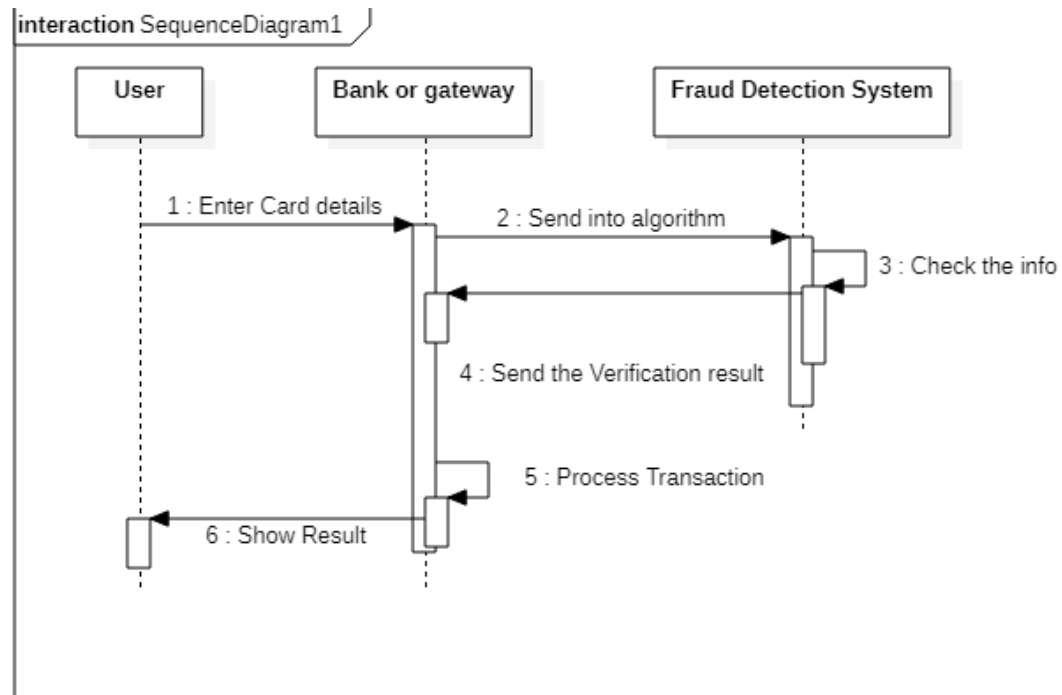 interaction SequenceDiagram1
User
Bank or gateway
Fraud Detection System
1 : Enter Card details
2 : Send into algorithm
3 : Check the info
4 : Send the Verification result
5 : Process Transaction
6 : Show Result